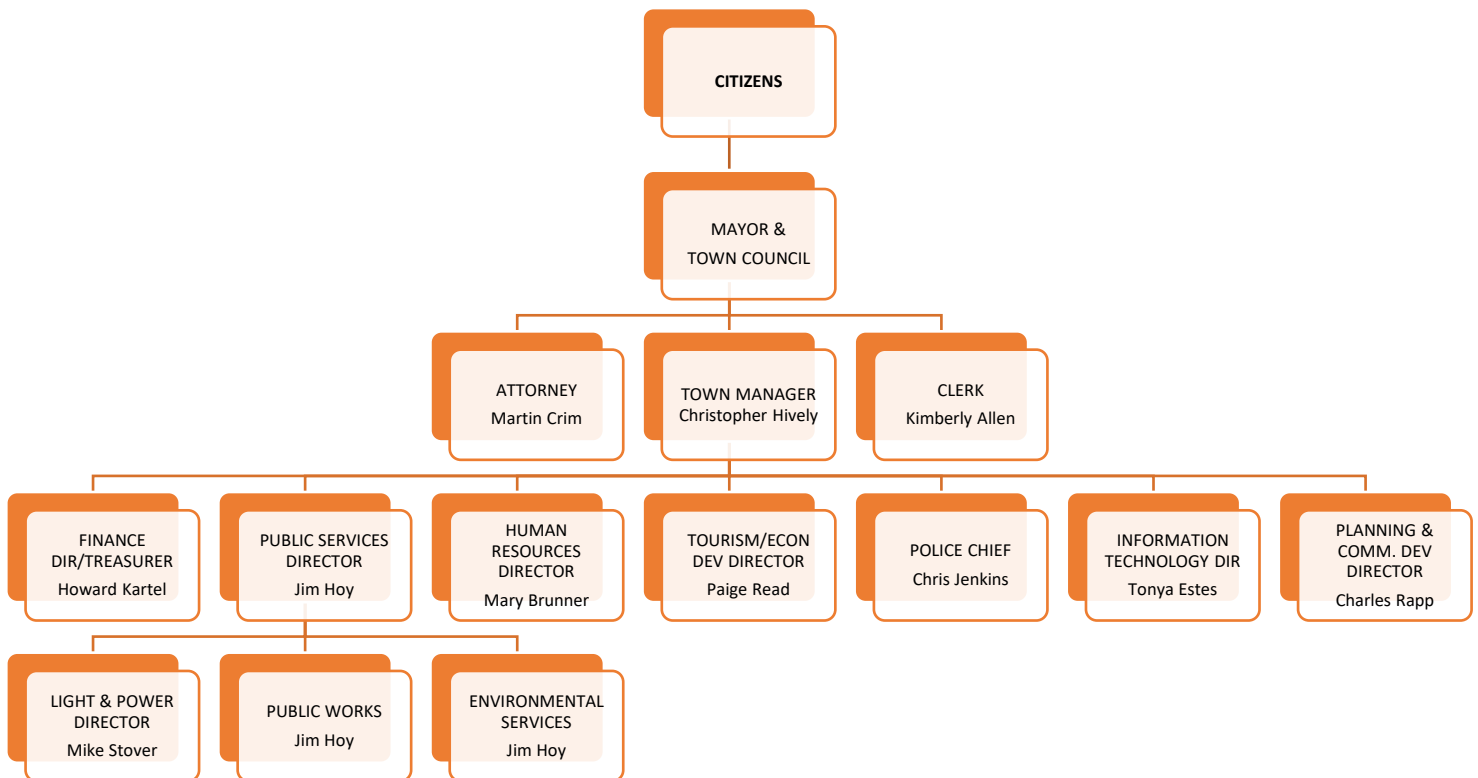 CITIZENS
MAYOR &
TOWN COUNCIL
ATTORNEY
Martin Crim
TOWN MANAGER
Christopher Hively
CLERK
Kimberly Allen
FINANCE
DIR/TREASURER
Howard Kartel
PUBLIC SERVICES
DIRECTOR
Jim Hoy
HUMAN
RESOURCES
DIRECTOR
Mary Brunner
TOURISM/ECON
DEV DIRECTOR
Paige Read
POLICE CHIEF
Chris Jenkins
INFORMATION
TECHNOLOGY DIR
Tonya Estes
PLANNING &
COMM. DEV
DIRECTOR
Charles Rapp
LIGHT & POWER
DIRECTOR
Mike Stover
PUBLIC WORKS
Jim Hoy
ENVIRONMENTAL
SERVICES
Jim Hoy